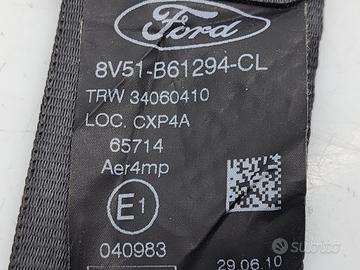 Ford
8V51-B61294-CL
TRW 34060410
LOC. CXP4A
65714
Aer4mp
E1
040983
29.06.10
subito